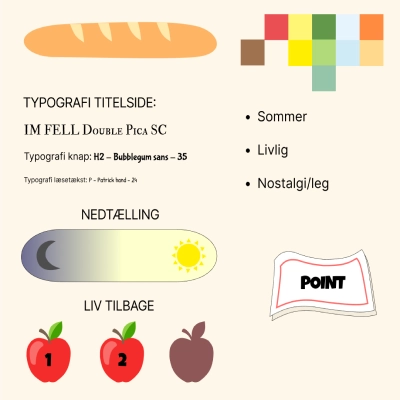 TYPOGRAFI TITELSIDE:
IM FELL DOUBLE PICA SC
Typografi knap: H2 - Bubblegum sans - 35
Typografi læsetekst: P - Patrick hand - 24
• Sommer
• Livlig
• Nostalgi/leg
NEDTÆLLING
POINT
LIV TILBAGE
1 2